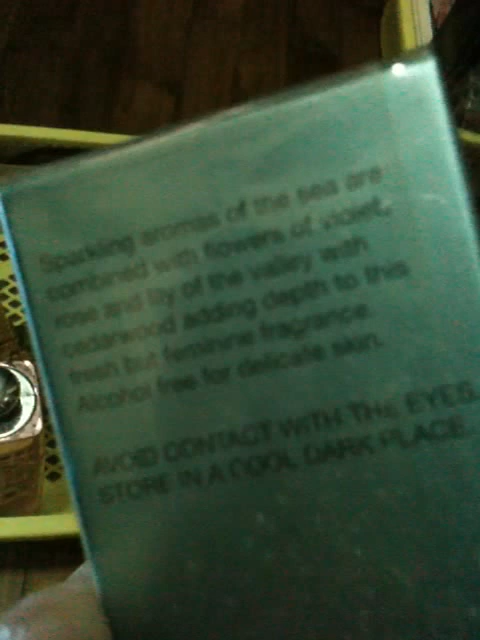 Sparkling aromas of the sea are
combined with flowers of violet,
rose and lily of the valley with
cedarwood adding depth to this
fresh but feminine fragrance.
Alcohol free for delicate skin.
AVOID CONTACT WITH THE EYES.
STORE IN A COOL DARK PLACE.